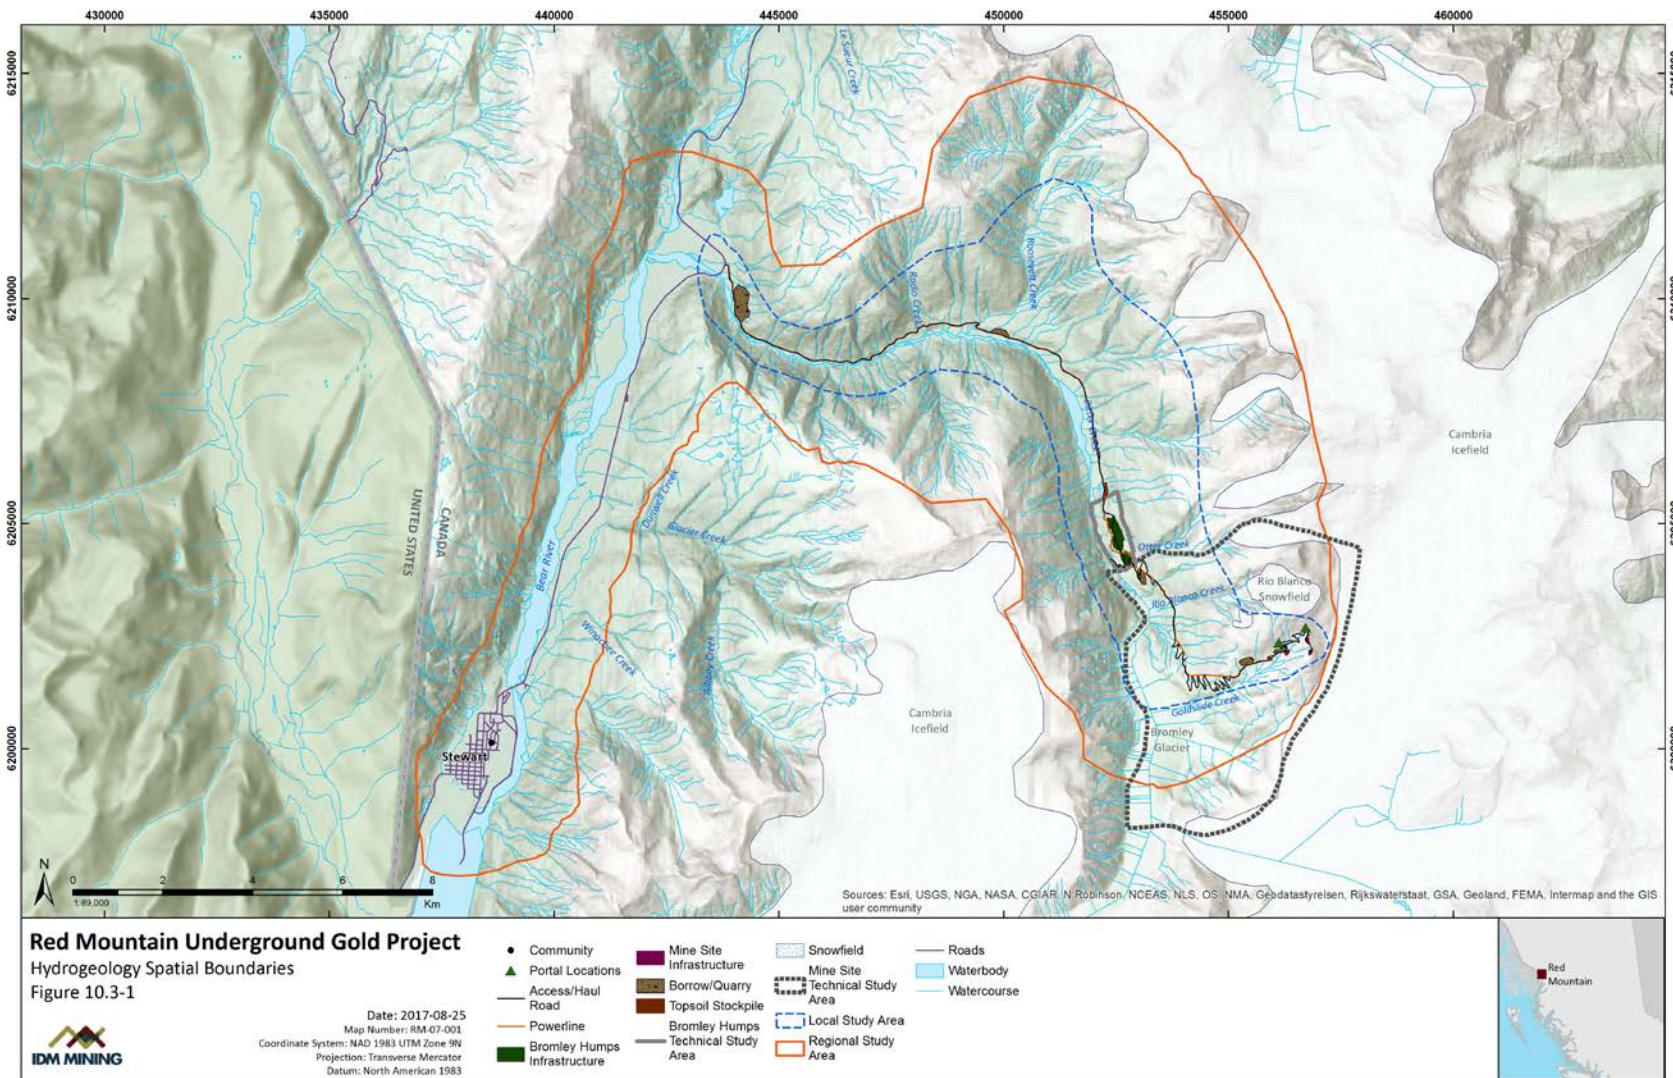 430000 435000 440000 445000 450000 455000 460000
6215000 6215000
6210000 6210000
6205000 6205000
6200000 6200000
Le Sueur Creek
Roosevelt Creek
Radio Creek
Bitter Creek
Cambria
Icefield
UNITED STATES
CANADA
Dunwell Creek
Glacier Creek
Bear River
Otter Creek
Rio Blanco
Snowfield
Rio Blanco Creek
Winadeer Creek
Albany Creek
Goldslide Creek
Cambria
Icefield
Bromley
Glacier
Stewart
N
0 2 4 6 8
1:89,000 Km
Sources: Esri, USGS, NGA, NASA, CGIAR, N Robinson, NCEAS, NLS, OS, NMA, Geodatastyrelsen, Rijkswaterstaat, GSA, Geoland, FEMA, Intermap and the GIS
user community
Red Mountain Underground Gold Project
Hydrogeology Spatial Boundaries
Figure 10.3-1
Date: 2017-08-25
Map Number: RM-07-001
Coordinate System: NAD 1983 UTM Zone 9N
Projection: Transverse Mercator
Datum: North American 1983
IDM MINING
Community
Portal Locations
Access/Haul
Road
Powerline
Bromley Humps
Infrastructure
Mine Site
Infrastructure
Borrow/Quarry
Topsoil Stockpile
Bromley Humps
Technical Study
Area
Snowfield
Mine Site
Technical Study
Area
Local Study Area
Regional Study
Area
Roads
Waterbody
Watercourse
Red
Mountain